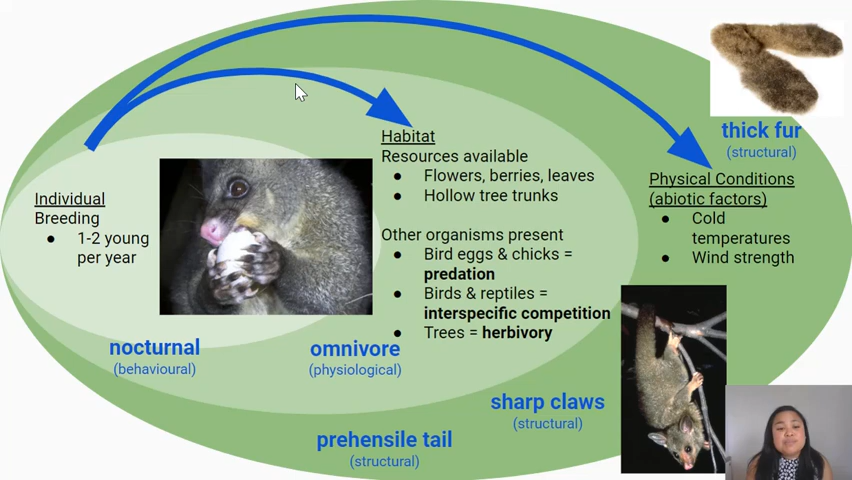 thick fur
(structural)
Habitat
Resources available
● Flowers, berries, leaves
● Hollow tree trunks
Other organisms present
● Bird eggs & chicks =
predation
● Birds & reptiles =
interspecific competition
● Trees = herbivory
Physical Conditions
(abiotic factors)
● Cold
temperatures
● Wind strength
Individual
Breeding
● 1-2 young
per year
nocturnal
(behavioural)
omnivore
(physiological)
sharp claws
(structural)
prehensile tail
(structural)